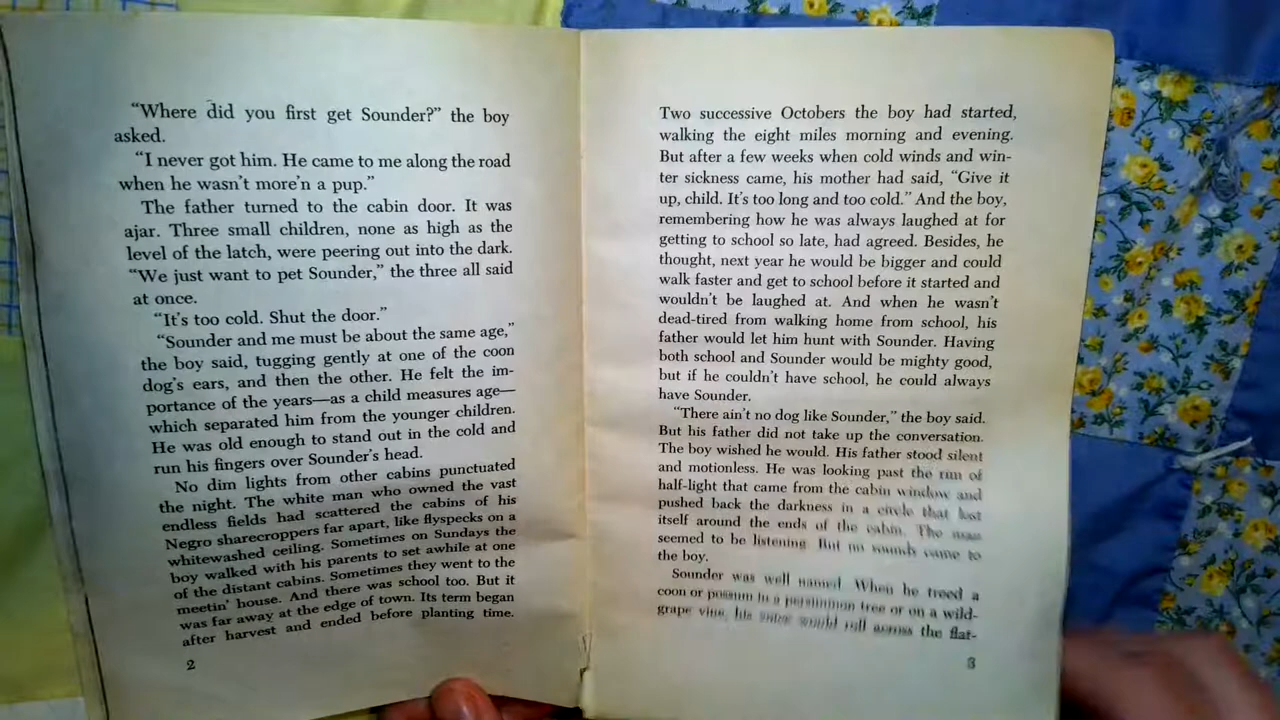 “Where did you first get Sounder?” the boy
asked.
“I never got him. He came to me along the road
when he wasn't more'n a pup.”
The father turned to the cabin door. It was
ajar. Three small children, none as high as the
level of the latch, were peering out into the dark.
“We just want to pet Sounder,” the three all said
at once.
“It's too cold. Shut the door.”
“Sounder and me must be about the same age,”
the boy said, tugging gently at one of the coon
dog's ears, and then the other. He felt the im-
portance of the years—as a child measures age—
which separated him from the younger children.
He was old enough to stand out in the cold and
run his fingers over Sounder's head.
No dim lights from other cabins punctuated
the night. The white man who owned the vast
endless fields had scattered the cabins of his
Negro sharecroppers far apart, like flyspecks on a
whitewashed ceiling. Sometimes on Sundays the
boy walked with his parents to set awhile at one
of the distant cabins. Sometimes they went to the
meetin' house. And there was school too. But it
was far away at the edge of town. Its term began
after harvest and ended before planting time.
2
Two successive Octobers the boy had started,
walking the eight miles morning and evening.
But after a few weeks when cold winds and win-
ter sickness came, his mother had said, “Give it
up, child. It's too long and too cold.” And the boy,
remembering how he was always laughed at for
getting to school so late, had agreed. Besides, he
thought, next year he would be bigger and could
walk faster and get to school before it started and
wouldn't be laughed at. And when he wasn't
dead-tired from walking home from school, his
father would let him hunt with Sounder. Having
both school and Sounder would be mighty good,
but if he couldn't have school, he could always
have Sounder.
“There ain't no dog like Sounder,” the boy said.
But his father did not take up the conversation.
The boy wished he would. His father stood silent
and motionless. He was looking past the rim of
half-light that came from the cabin window and
pushed back the darkness in a circle that lost
itself around the ends of the cabin. The man
seemed to be listening. But no sounds came to
the boy.
Sounder was well named. When he treed a
coon or possum in a persimmon tree or on a wild-
grape vine, his voice would roll across the flat-
3